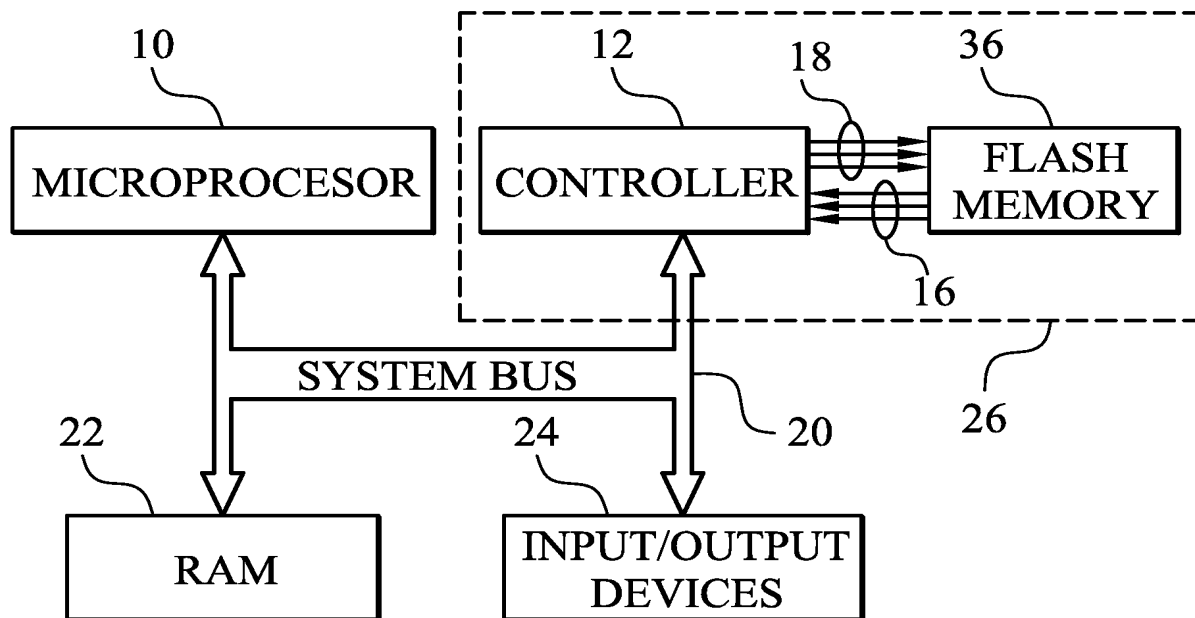 10
12
18
36
MICROPROCESOR
CONTROLLER
FLASH
MEMORY
16
SYSTEM BUS
22
24
20
26
RAM
INPUT/OUTPUT
DEVICES